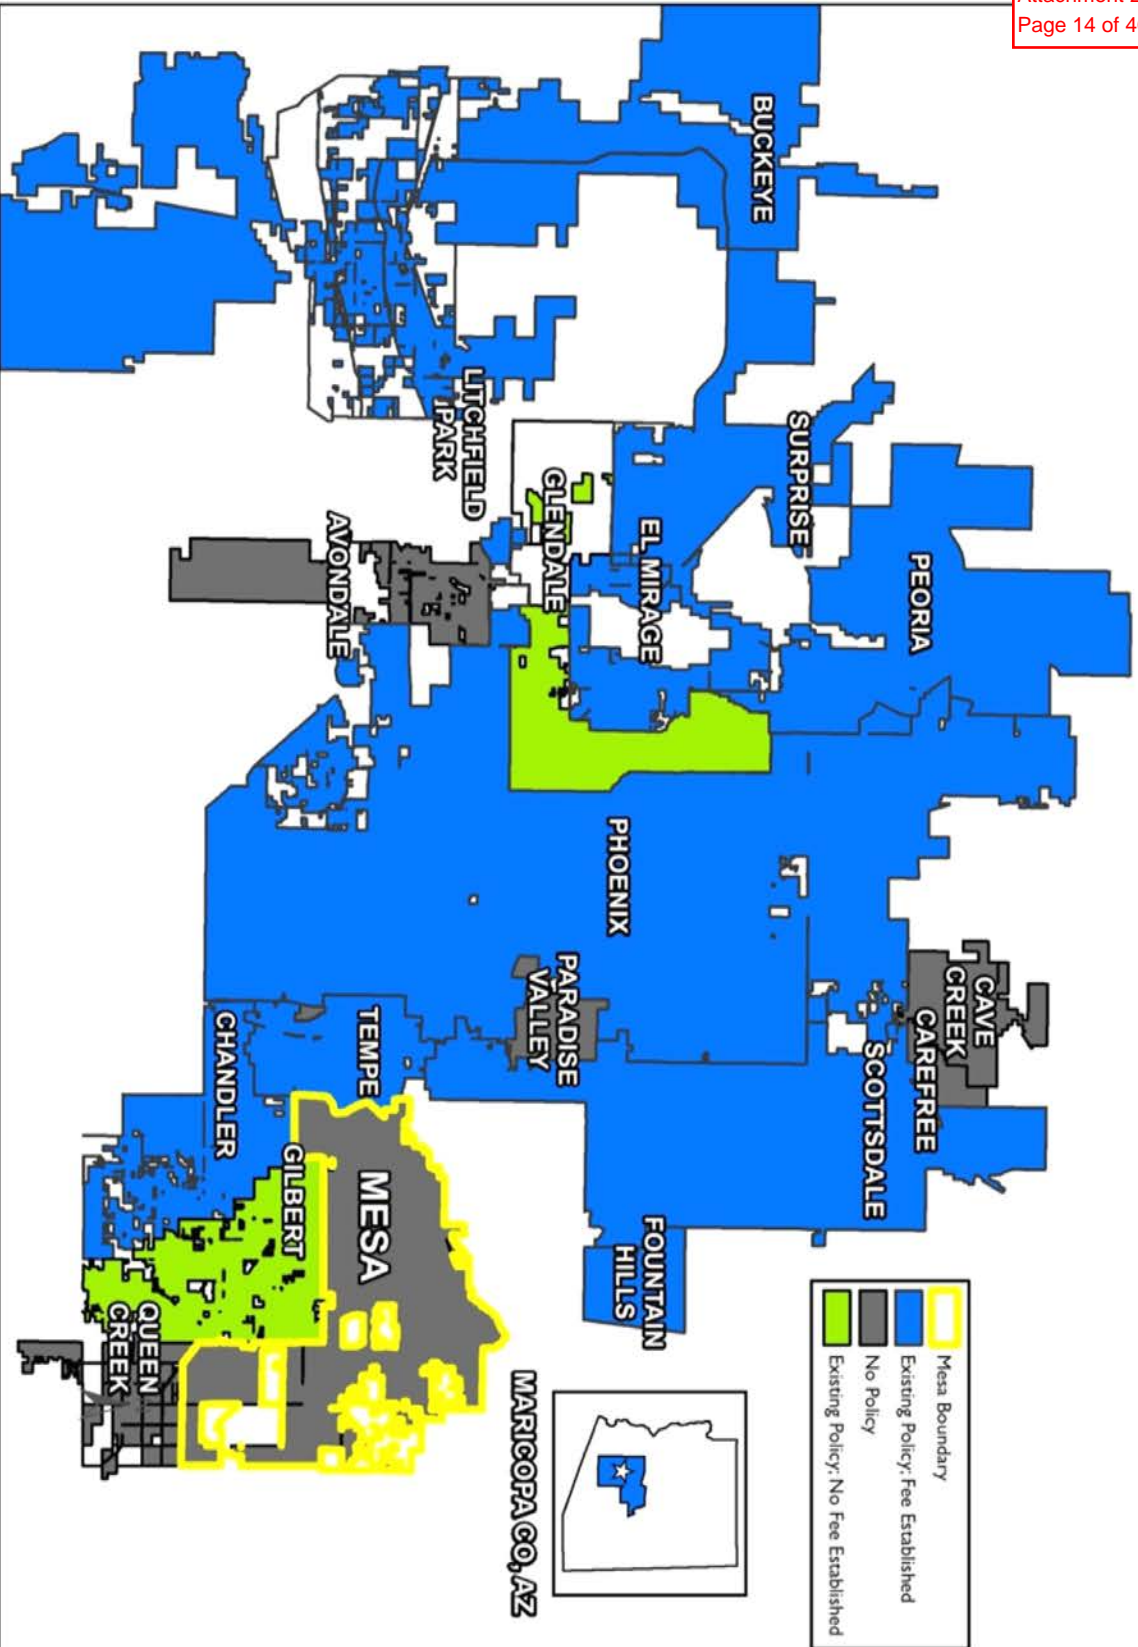 Page 14 of 4
BUCKEYE
SURPRISE
PEORIA
LITCHFIELD
PARK
GLENDALE
EL MIRAGE
AVONDALE
PHOENIX
CAVE
CREEK
CAREFREE
SCOTTSDALE
PARADISE
VALLEY
TEMPE
CHANDLER
GILBERT
MESA
FOUNTAIN
HILLS
QUEEN
CREEK
Mesa Boundary
Existing Policy; Fee Established
No Policy
Existing Policy; No Fee Established
MARICOPA CO, AZ